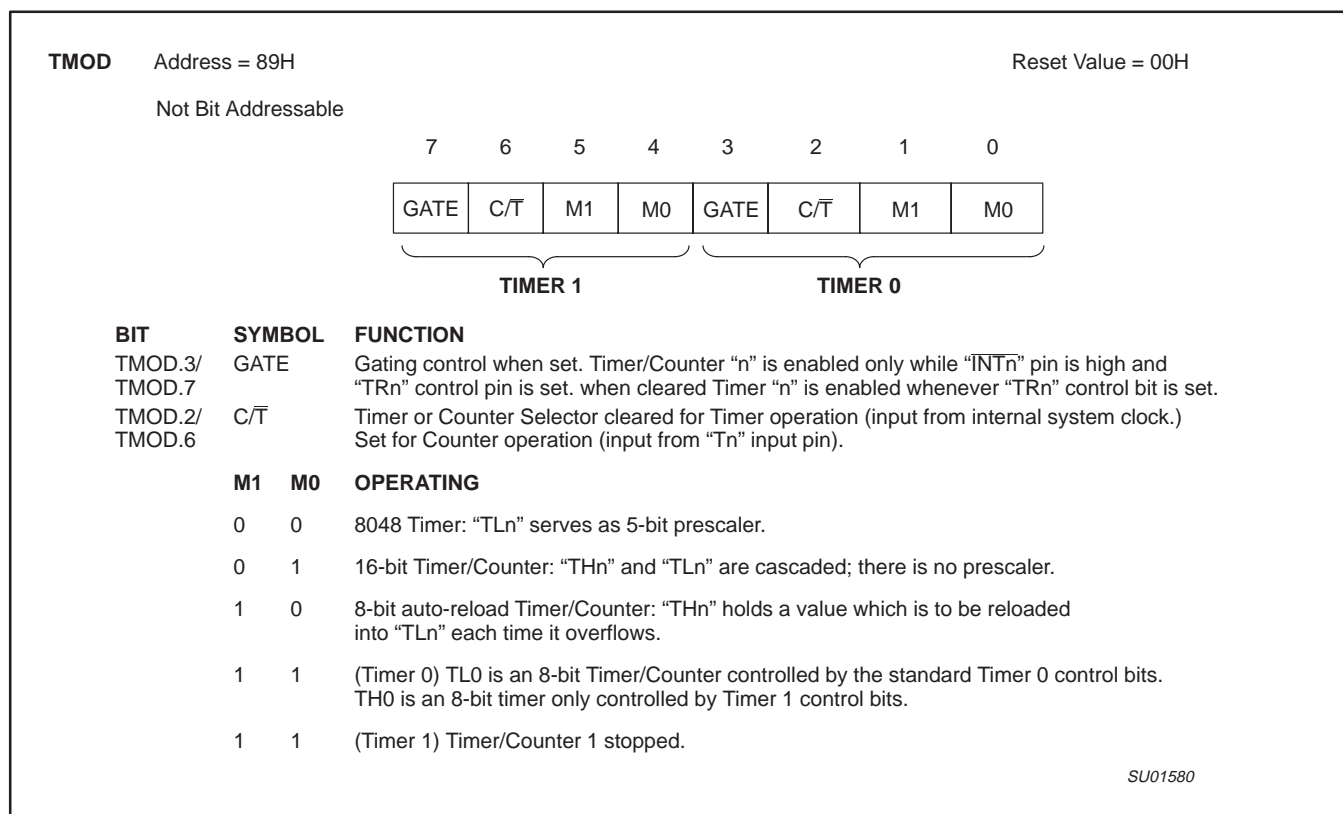 TMOD Address = 89H Reset Value = 00H
Not Bit Addressable
7 6 5 4 3 2 1 0
GATE C/T̅ M1 M0 GATE C/T̅ M1 M0
TIMER 1 TIMER 0
BIT SYMBOL FUNCTION
TMOD.3/ GATE Gating control when set. Timer/Counter “n” is enabled only while “I̅N̅T̅n̅” pin is high and
TMOD.7 “TRn” control pin is set. when cleared Timer “n” is enabled whenever “TRn” control bit is set.
TMOD.2/ C/T̅ Timer or Counter Selector cleared for Timer operation (input from internal system clock.)
TMOD.6 Set for Counter operation (input from “Tn” input pin).
M1 M0 OPERATING
0 0 8048 Timer: “TLn” serves as 5-bit prescaler.
0 1 16-bit Timer/Counter: “THn” and “TLn” are cascaded; there is no prescaler.
1 0 8-bit auto-reload Timer/Counter: “THn” holds a value which is to be reloaded
into “TLn” each time it overflows.
1 1 (Timer 0) TL0 is an 8-bit Timer/Counter controlled by the standard Timer 0 control bits.
TH0 is an 8-bit timer only controlled by Timer 1 control bits.
1 1 (Timer 1) Timer/Counter 1 stopped.
SU01580